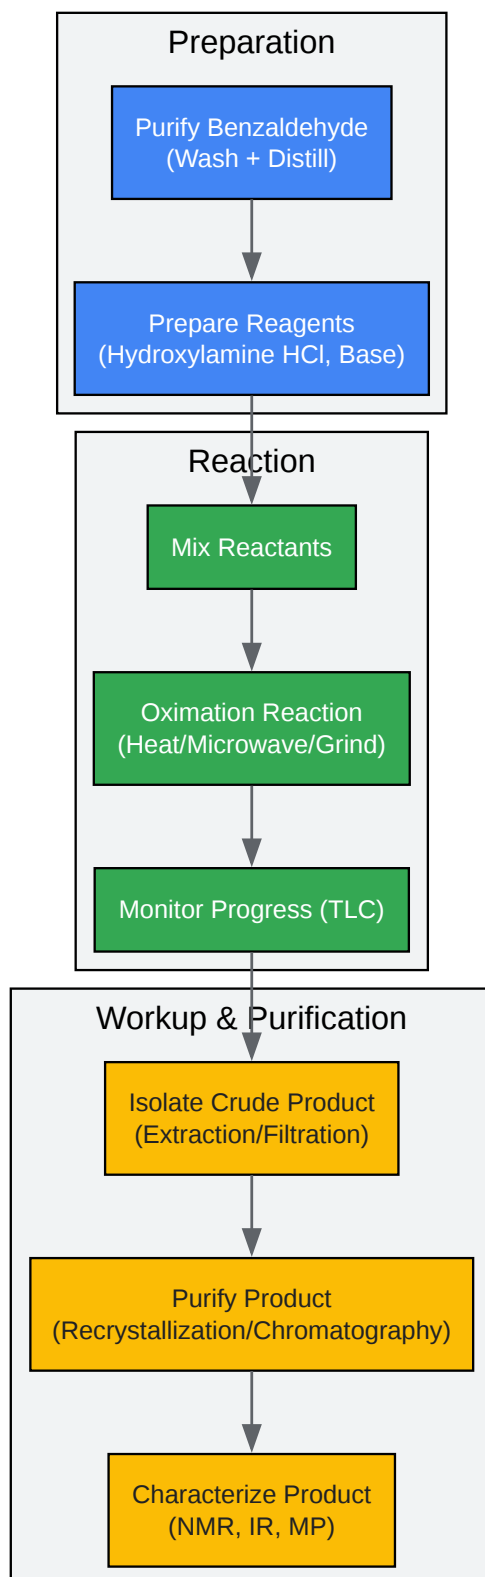 Preparation
Purify Benzaldehyde
(Wash + Distill)
Prepare Reagents
(Hydroxylamine HCl, Base)
Reaction
Mix Reactants
Oximation Reaction
(Heat/Microwave/Grind)
Monitor Progress (TLC)
Workup & Purification
Isolate Crude Product
(Extraction/Filtration)
Purify Product
(Recrystallization/Chromatography)
Characterize Product
(NMR, IR, MP)